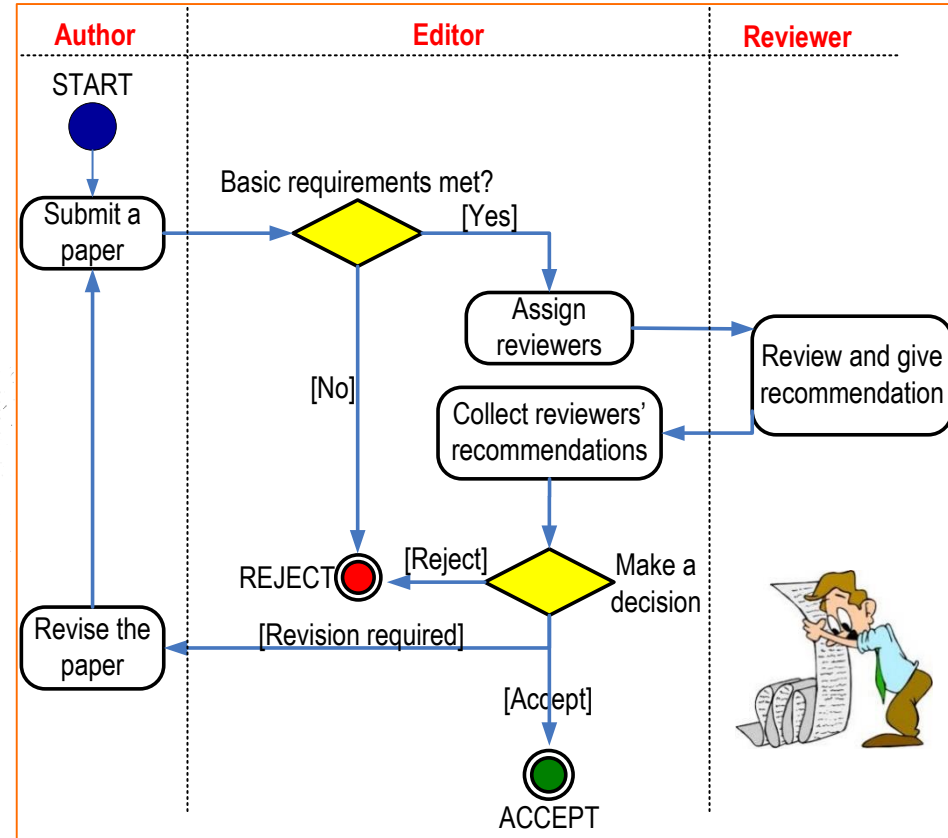 Author
Editor
Reviewer
START
Basic requirements met?
Submit a
paper
[Yes]
Assign
reviewers
Review and give
recommendation
[No]
Collect reviewers’
recommendations
[Reject]
REJECT
Make a
decision
Revise the
paper
[Revision required]
[Accept]
ACCEPT